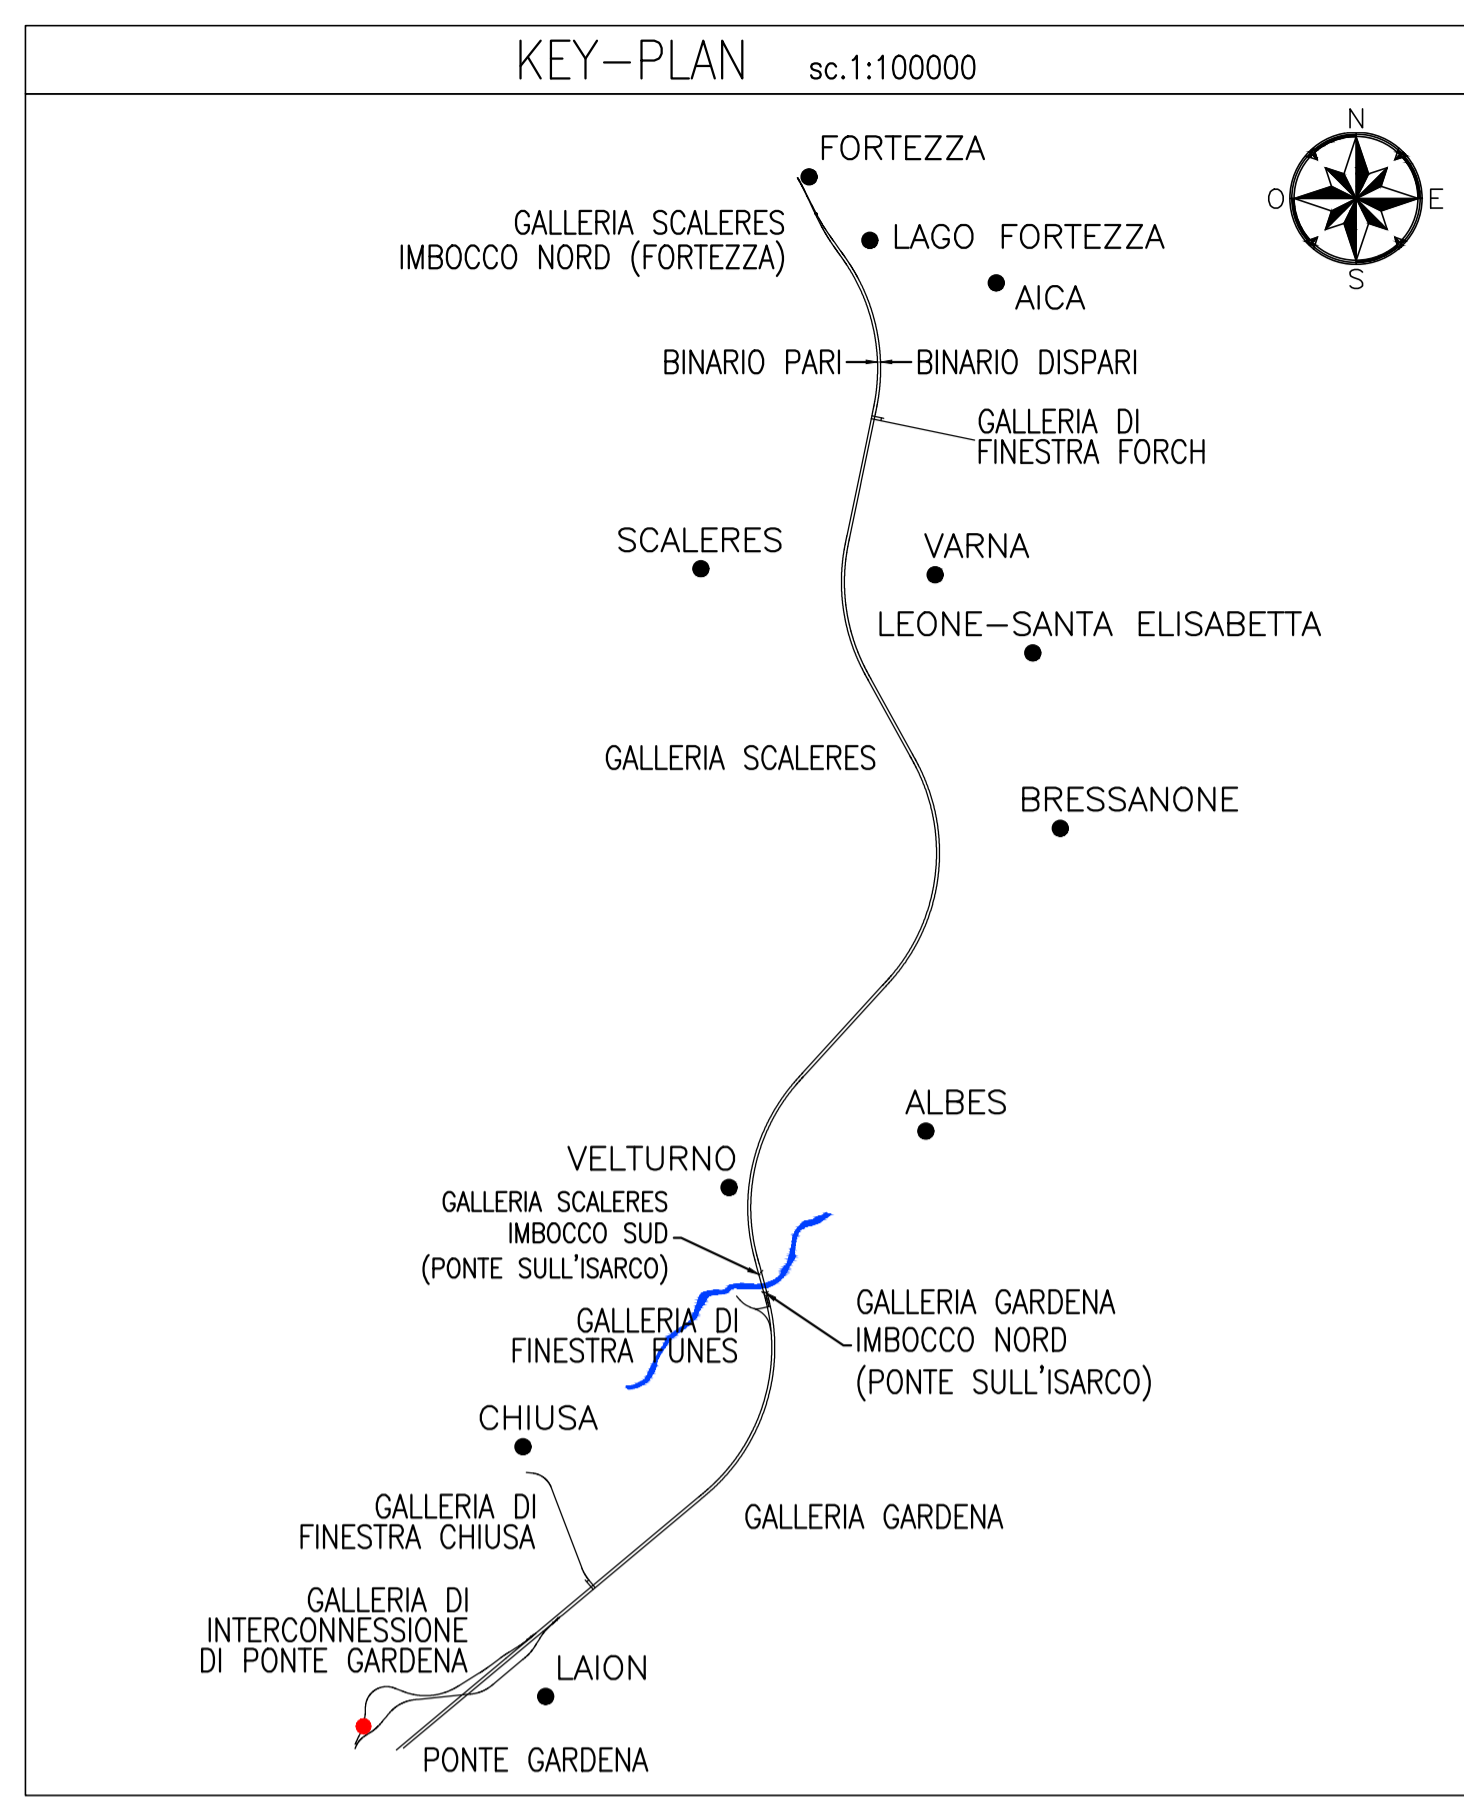 KEY-PLAN sc.1:100000
N
O
E
S
FORTEZZA
GALLERIA SCALERES
IMBOCCO NORD (FORTEZZA)
LAGO FORTEZZA
AICA
BINARIO PARI
BINARIO DISPARI
GALLERIA DI
FINESTRA FORCH
SCALERES
VARNA
LEONE-SANTA ELISABETTA
GALLERIA SCALERES
BRESSANONE
ALBES
VELTURNO
GALLERIA SCALERES
IMBOCCO SUD
(PONTE SULL'ISARCO)
GALLERIA DI
FINESTRA FUNES
GALLERIA GARDENA
IMBOCCO NORD
(PONTE SULL'ISARCO)
CHIUSA
GALLERIA DI
FINESTRA CHIUSA
GALLERIA GARDENA
GALLERIA DI
INTERCONNESSIONE
DI PONTE GARDENA
LAION
PONTE GARDENA